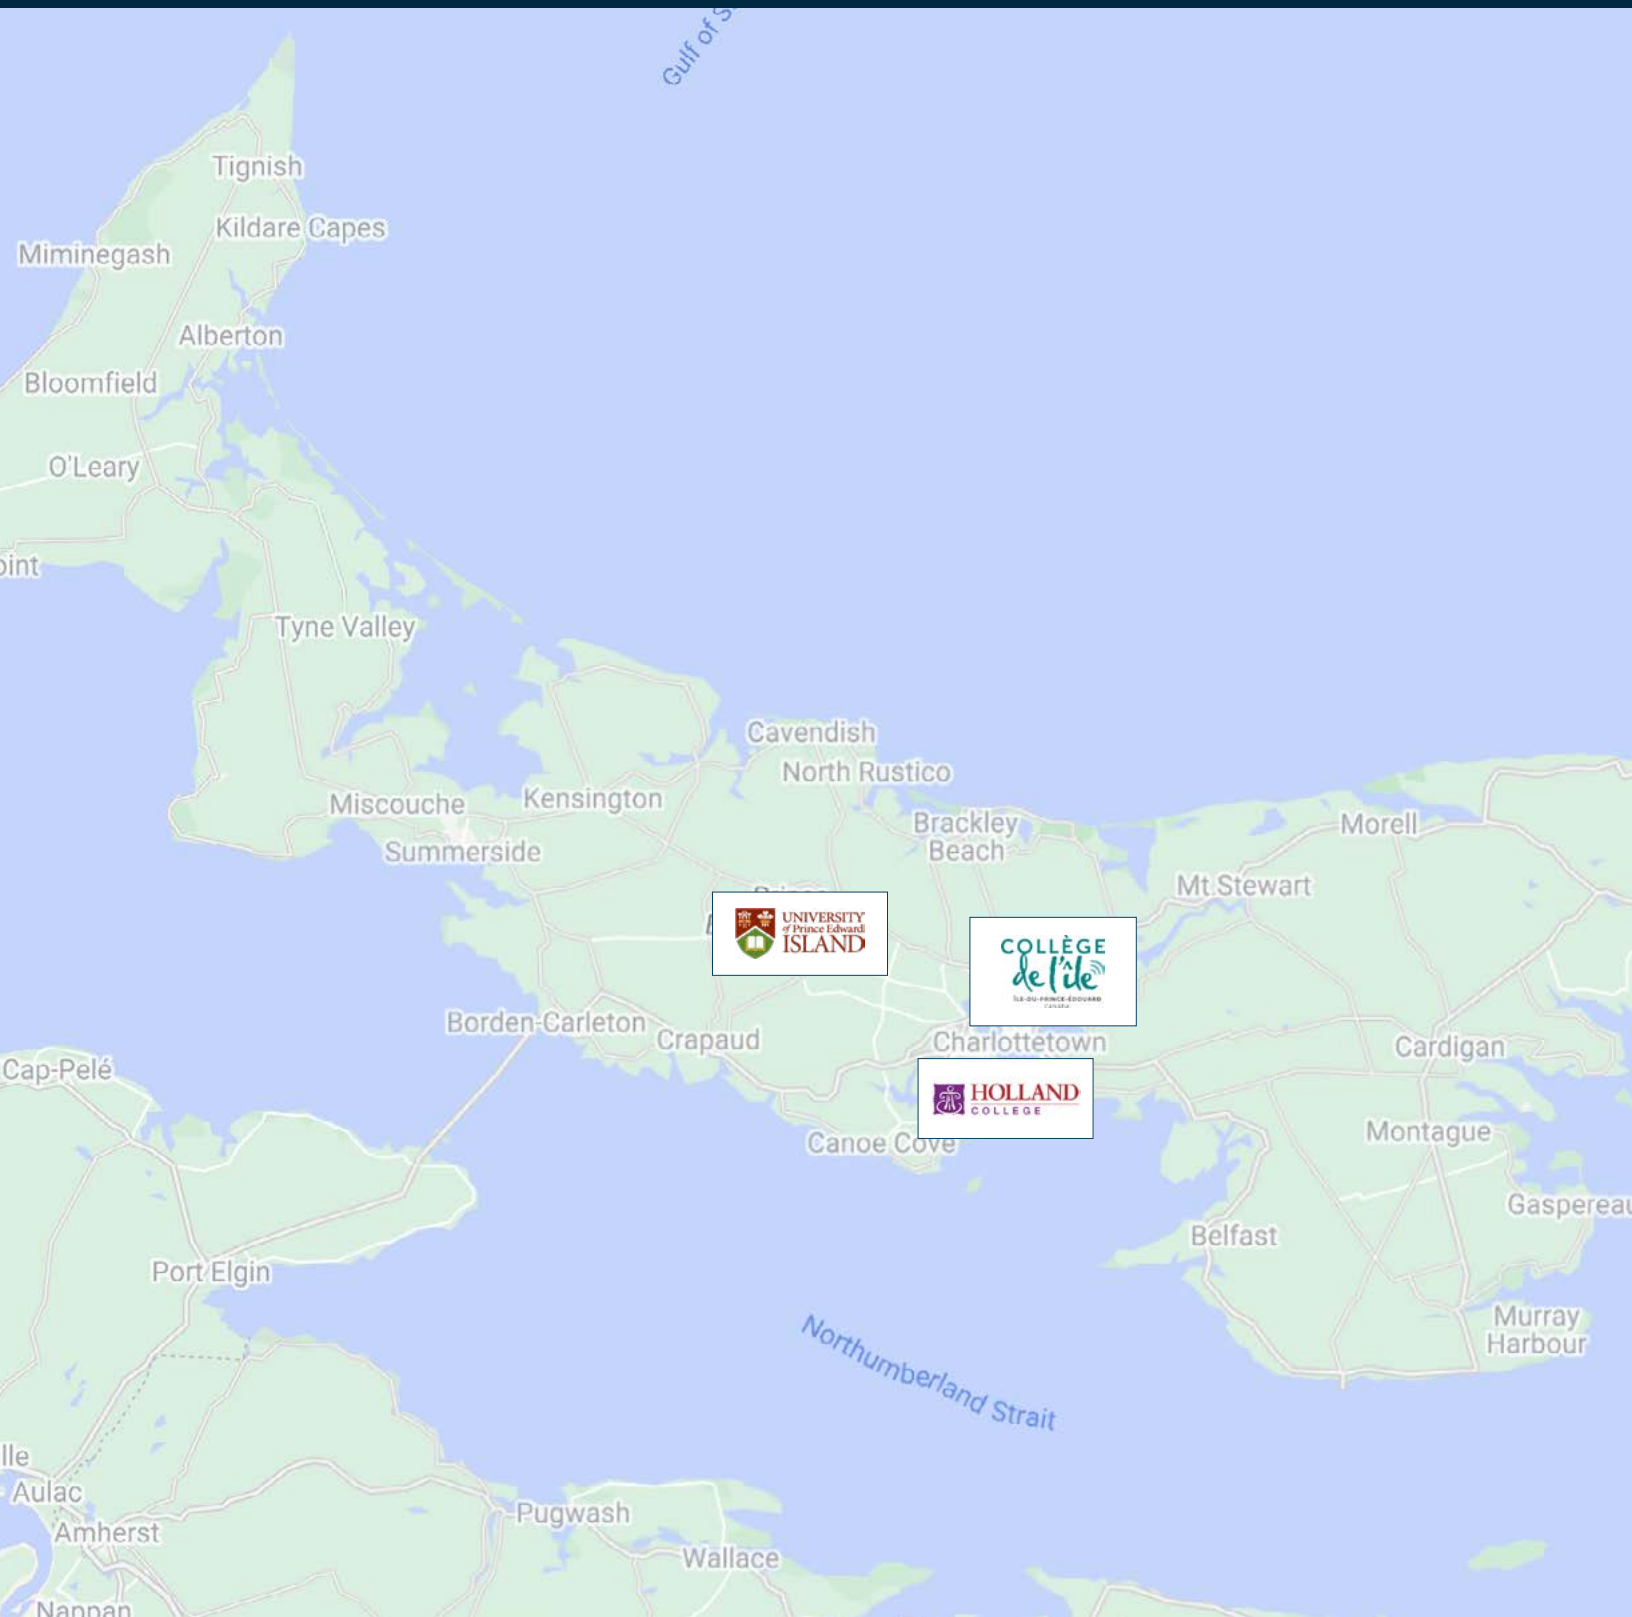 Gulf of
Tignish
Kildare Capes
Miminegash
Alberton
Bloomfield
O'Leary
oint
Tyne Valley
Cavendish
North Rustico
Kensington
Miscouche
Summerside
Brackley
Beach
Morell
Mt Stewart
UNIVERSITY
of Prince Edward
ISLAND
COLLÈGE
de l'île
ÎLE-DU-PRINCE-ÉDOUARD
CANADA
Borden-Carleton
Crapaud
Charlottetown
Cardigan
Cap-Pelé
HOLLAND
COLLEGE
Canoe Cove
Montague
Gaspereau
Belfast
Port Elgin
Murray
Harbour
Northumberland Strait
lle
Aulac
Amherst
Pugwash
Wallace
Nappan